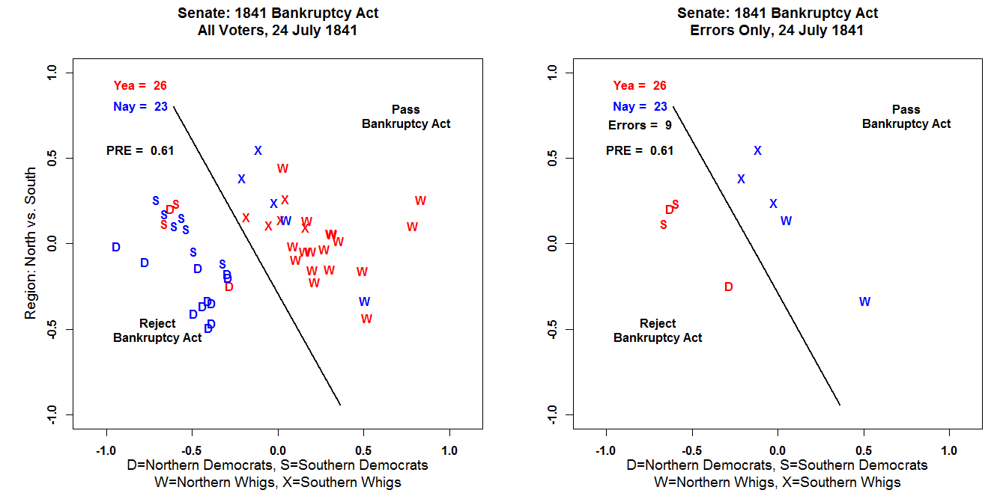 Senate: 1841 Bankruptcy Act
All Voters, 24 July 1841
Yea = 26
Nay = 23
PRE = 0.61
Pass
Bankruptcy Act
Reject
Bankruptcy Act
Region: North vs. South
1.0
0.5
0.0
-0.5
-1.0
X
W
X
X
S
X
X
W
S
D
S
S
S
S
S
S
X
X
X
W
W
W
X
W
W
W
W
D
W
W
W
W
S
D
S
D
W
W
W
W
D
D
D
W
D
D
D
D
D
W
W
D
D
-1.0 -0.5 0.0 0.5 1.0
D=Northern Democrats, S=Southern Democrats
W=Northern Whigs, X=Southern Whigs
Senate: 1841 Bankruptcy Act
Errors Only, 24 July 1841
Yea = 26
Nay = 23
Errors = 9
PRE = 0.61
Pass
Bankruptcy Act
Reject
Bankruptcy Act
1.0
0.5
0.0
-0.5
-1.0
X
X
X
S
D
S
W
D
W
-1.0 -0.5 0.0 0.5 1.0
D=Northern Democrats, S=Southern Democrats
W=Northern Whigs, X=Southern Whigs